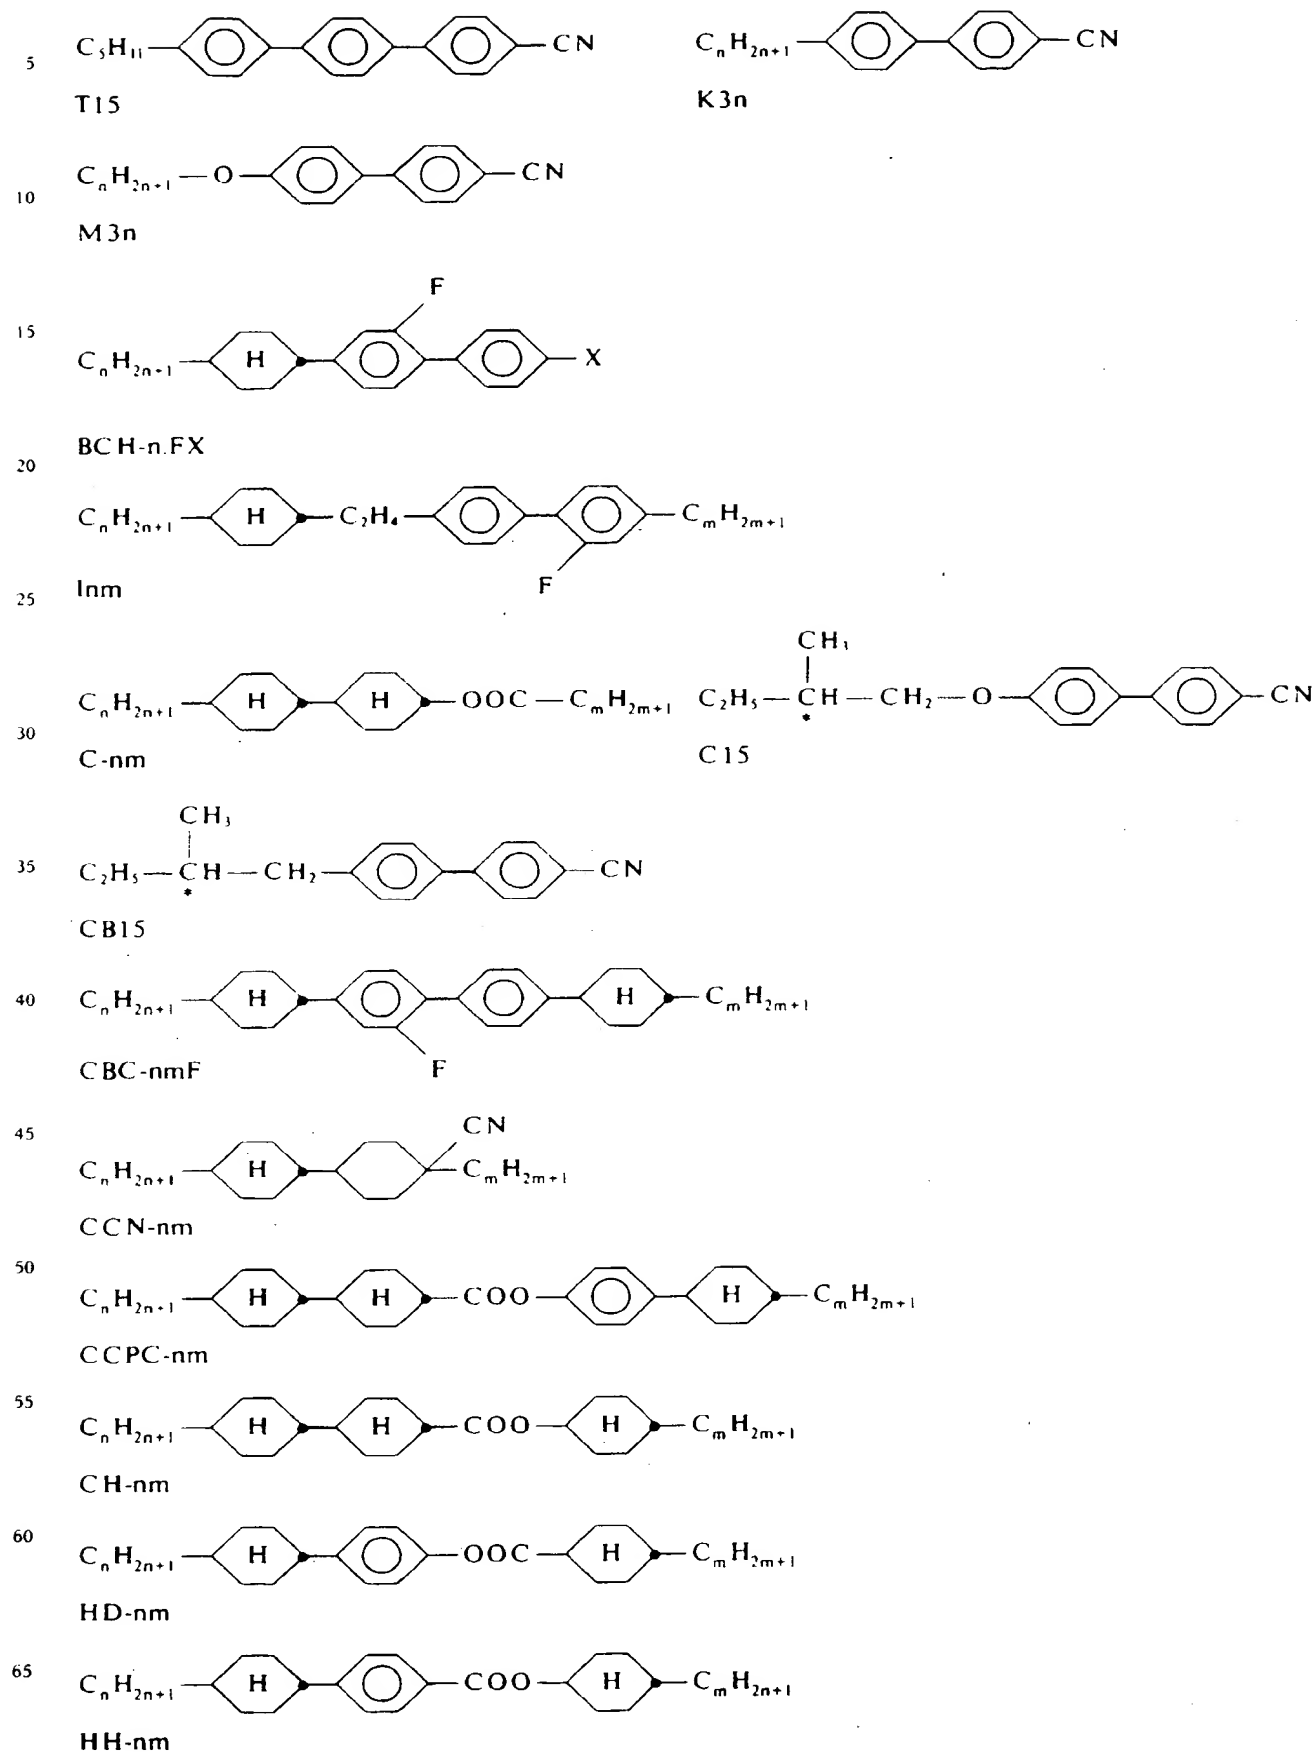 C₅H₁₁ CN CₙH₂ₙ₊₁ CN
5
T15 K3n
CₙH₂ₙ₊₁—O CN
10
M3n
F
15
CₙH₂ₙ₊₁ H X
BCH-n.FX
20
CₙH₂ₙ₊₁ H C₂H₄ CₘH₂ₘ₊₁
F
Inm
25
CH₃
CₙH₂ₙ₊₁ H H OOC—CₘH₂ₘ₊₁ C₂H₅—CH—CH₂—O CN
*
30
C-nm C15
CH₃
35
C₂H₅—CH—CH₂ CN
*
CB15
40
CₙH₂ₙ₊₁ H H CₘH₂ₘ₊₁
CBC-nmF F
CN
45
CₙH₂ₙ₊₁ H CₘH₂ₘ₊₁
CCN-nm
50
CₙH₂ₙ₊₁ H H COO H CₘH₂ₘ₊₁
CCPC-nm
55
CₙH₂ₙ₊₁ H H COO H CₘH₂ₘ₊₁
CH-nm
60
CₙH₂ₙ₊₁ H OOC H CₘH₂ₘ₊₁
HD-nm
65
CₙH₂ₙ₊₁ H COO H CₘH₂ₙ₊₁
HH-nm